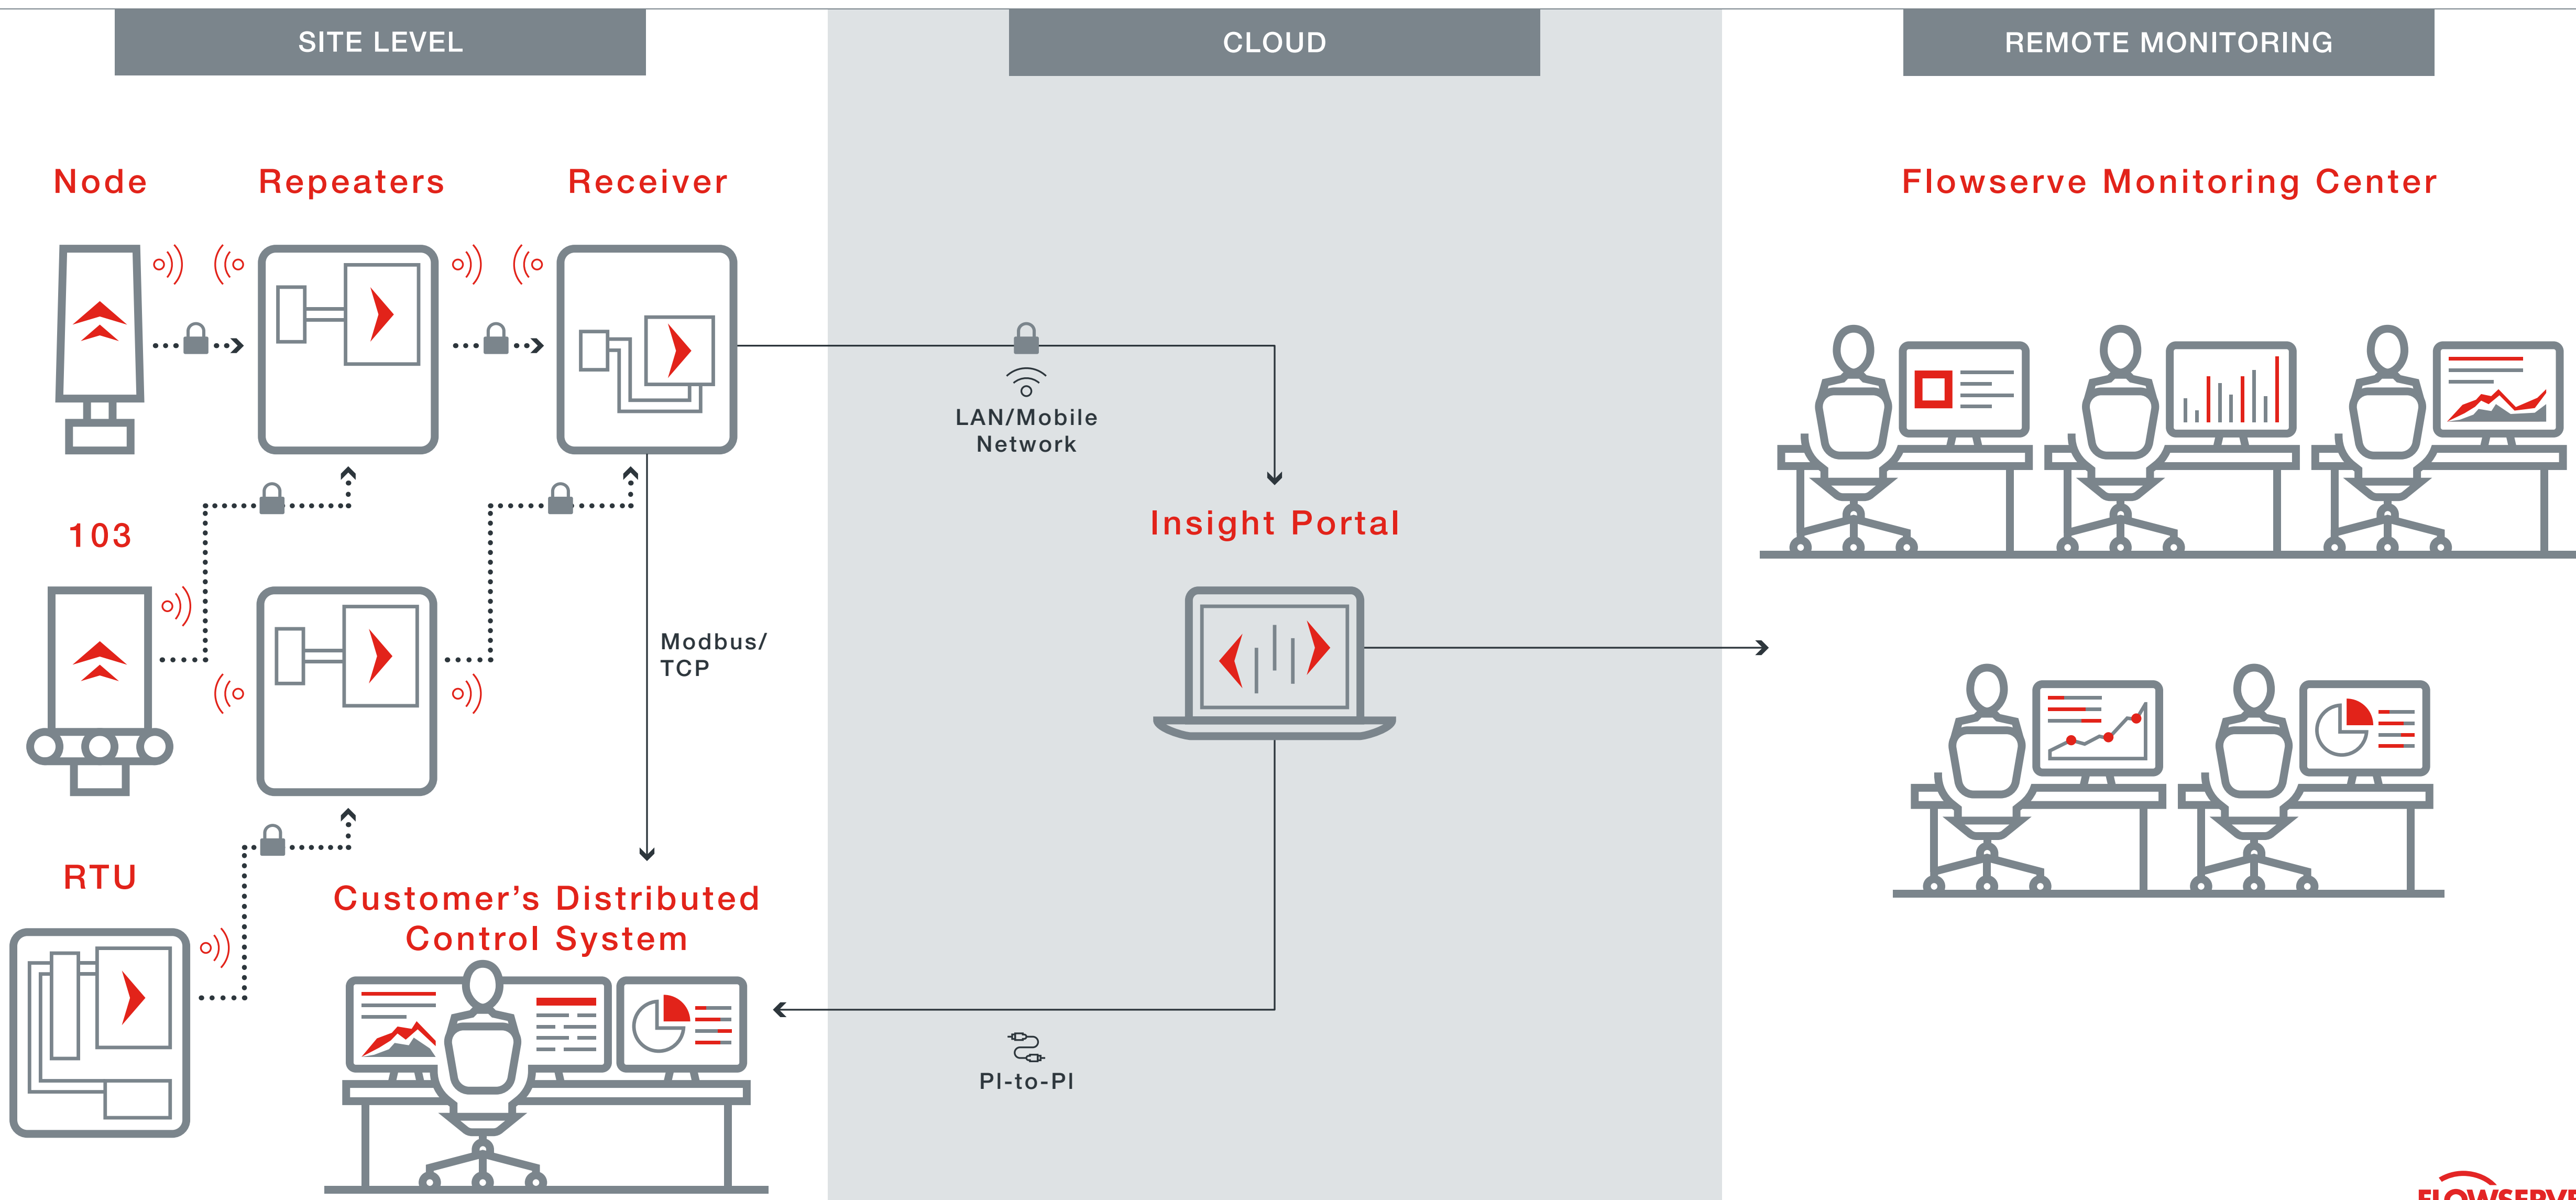 SITE LEVEL
CLOUD
REMOTE MONITORING
Node
Repeaters
Receiver
Flowserve Monitoring Center
LAN/Mobile
Network
103
Insight Portal
Modbus/
TCP
RTU
Customer’s Distributed
Control System
PI-to-PI
FLOWSERVE